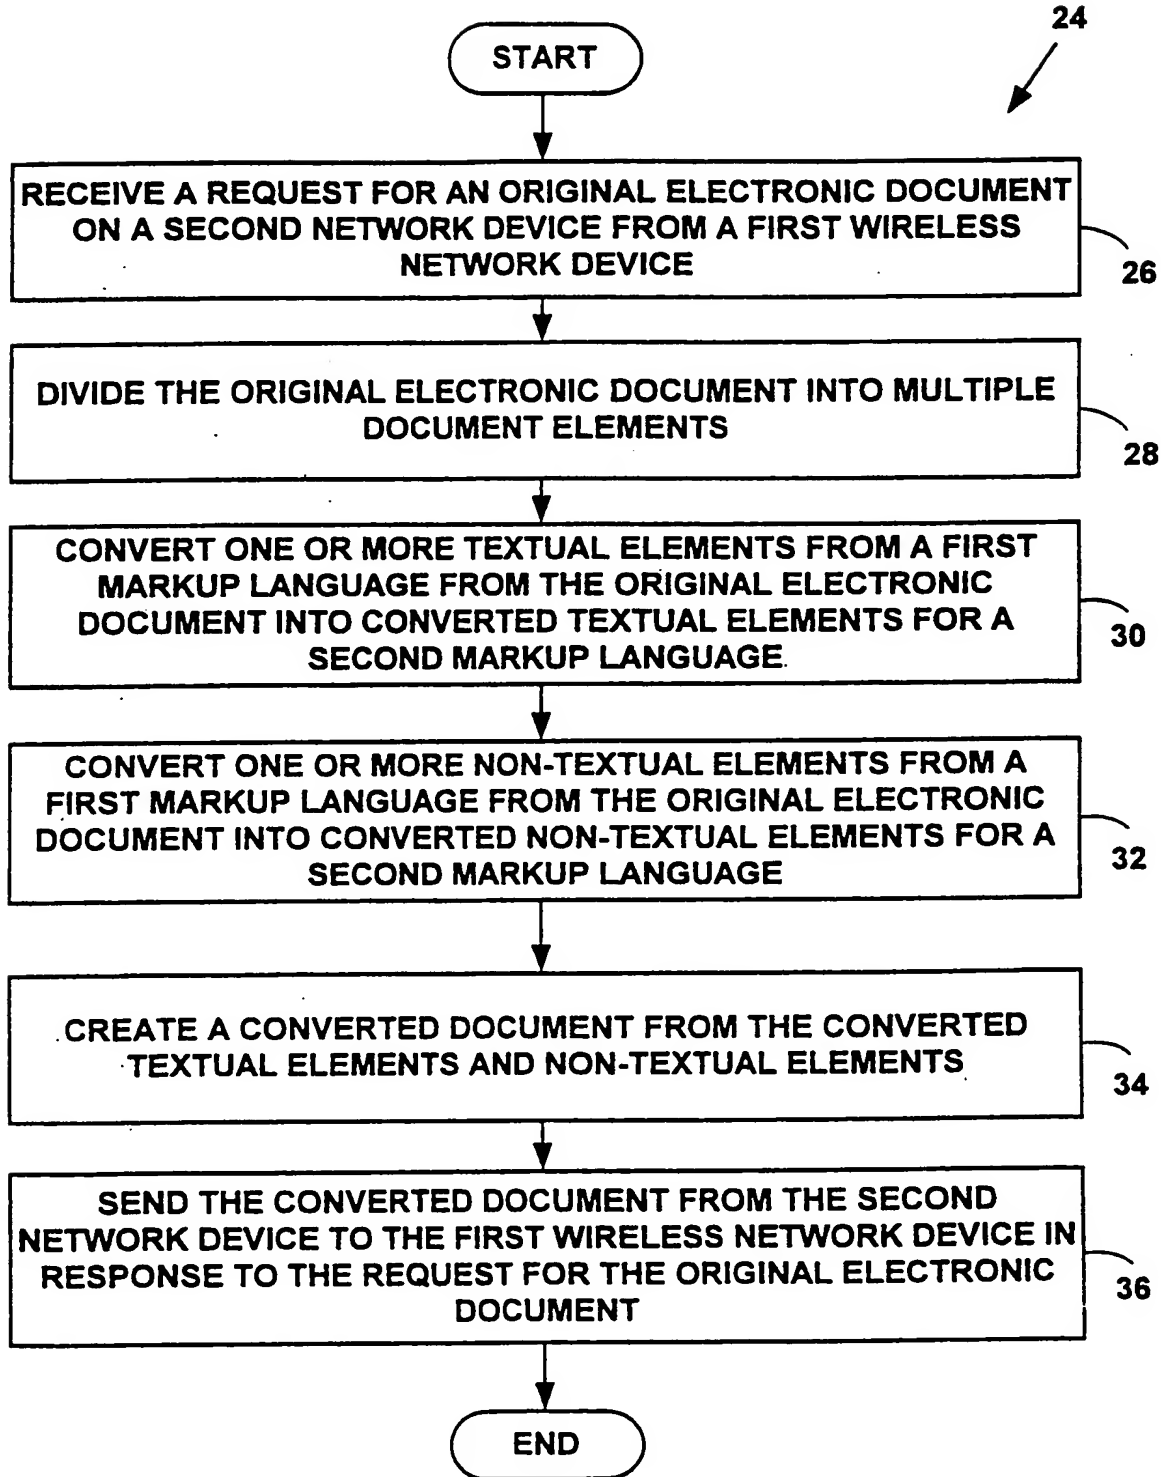 24
START
RECEIVE A REQUEST FOR AN ORIGINAL ELECTRONIC DOCUMENT
ON A SECOND NETWORK DEVICE FROM A FIRST WIRELESS
NETWORK DEVICE
26
DIVIDE THE ORIGINAL ELECTRONIC DOCUMENT INTO MULTIPLE
DOCUMENT ELEMENTS
28
CONVERT ONE OR MORE TEXTUAL ELEMENTS FROM A FIRST
MARKUP LANGUAGE FROM THE ORIGINAL ELECTRONIC
DOCUMENT INTO CONVERTED TEXTUAL ELEMENTS FOR A
SECOND MARKUP LANGUAGE
30
CONVERT ONE OR MORE NON-TEXTUAL ELEMENTS FROM A
FIRST MARKUP LANGUAGE FROM THE ORIGINAL ELECTRONIC
DOCUMENT INTO CONVERTED NON-TEXTUAL ELEMENTS FOR A
SECOND MARKUP LANGUAGE
32
CREATE A CONVERTED DOCUMENT FROM THE CONVERTED
TEXTUAL ELEMENTS AND NON-TEXTUAL ELEMENTS
34
SEND THE CONVERTED DOCUMENT FROM THE SECOND
NETWORK DEVICE TO THE FIRST WIRELESS NETWORK DEVICE IN
RESPONSE TO THE REQUEST FOR THE ORIGINAL ELECTRONIC
DOCUMENT
36
END